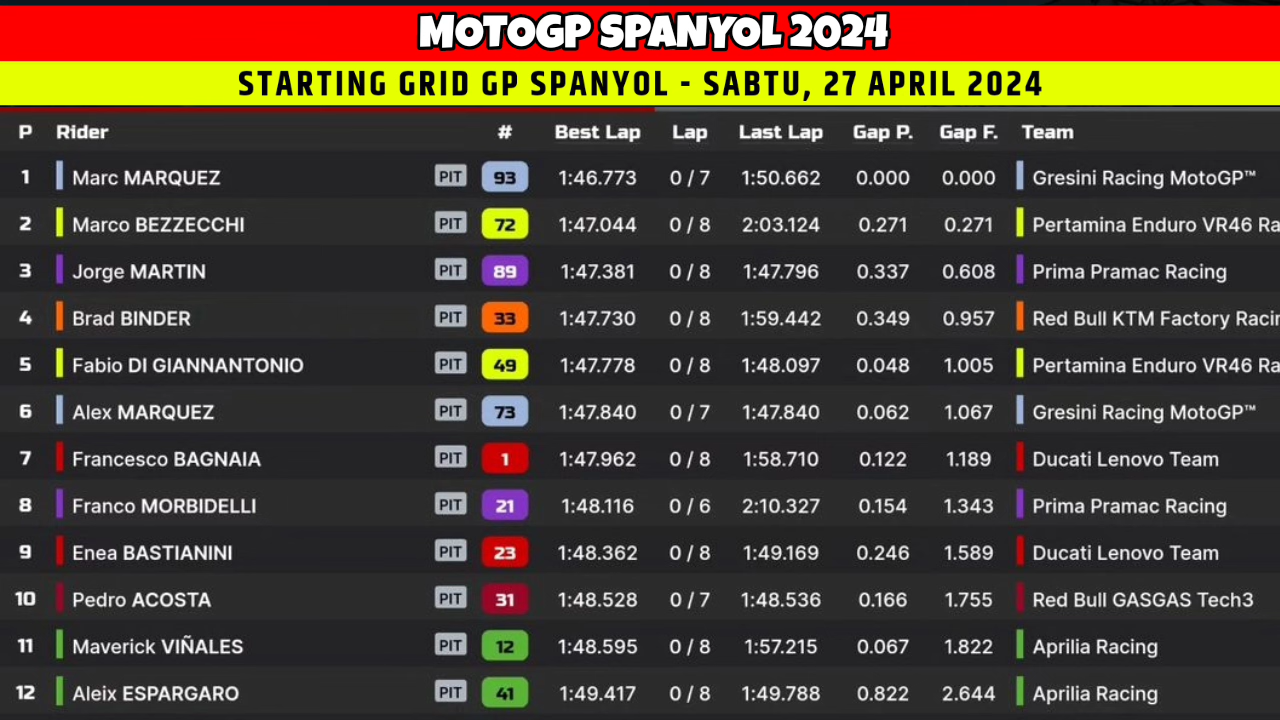 MOTOGP SPANYOL 2024
STARTING GRID GP SPANYOL - SABTU, 27 APRIL 2024
P Rider # Best Lap Lap Last Lap Gap P. Gap F. Team
1 Marc MARQUEZ PIT 93 1:46.773 0 / 7 1:50.662 0.000 0.000 Gresini Racing MotoGP™
2 Marco BEZZECCHI PIT 72 1:47.044 0 / 8 2:03.124 0.271 0.271 Pertamina Enduro VR46 Ra
3 Jorge MARTIN PIT 89 1:47.381 0 / 8 1:47.796 0.337 0.608 Prima Pramac Racing
4 Brad BINDER PIT 33 1:47.730 0 / 8 1:59.442 0.349 0.957 Red Bull KTM Factory Racin
5 Fabio DI GIANNANTONIO PIT 49 1:47.778 0 / 8 1:48.097 0.048 1.005 Pertamina Enduro VR46 Ra
6 Alex MARQUEZ PIT 73 1:47.840 0 / 7 1:47.840 0.062 1.067 Gresini Racing MotoGP™
7 Francesco BAGNAIA PIT 1 1:47.962 0 / 8 1:58.710 0.122 1.189 Ducati Lenovo Team
8 Franco MORBIDELLI PIT 21 1:48.116 0 / 6 2:10.327 0.154 1.343 Prima Pramac Racing
9 Enea BASTIANINI PIT 23 1:48.362 0 / 8 1:49.169 0.246 1.589 Ducati Lenovo Team
10 Pedro ACOSTA PIT 31 1:48.528 0 / 7 1:48.536 0.166 1.755 Red Bull GASGAS Tech3
11 Maverick VIÑALES PIT 12 1:48.595 0 / 8 1:57.215 0.067 1.822 Aprilia Racing
12 Aleix ESPARGARO PIT 41 1:49.417 0 / 8 1:49.788 0.822 2.644 Aprilia Racing